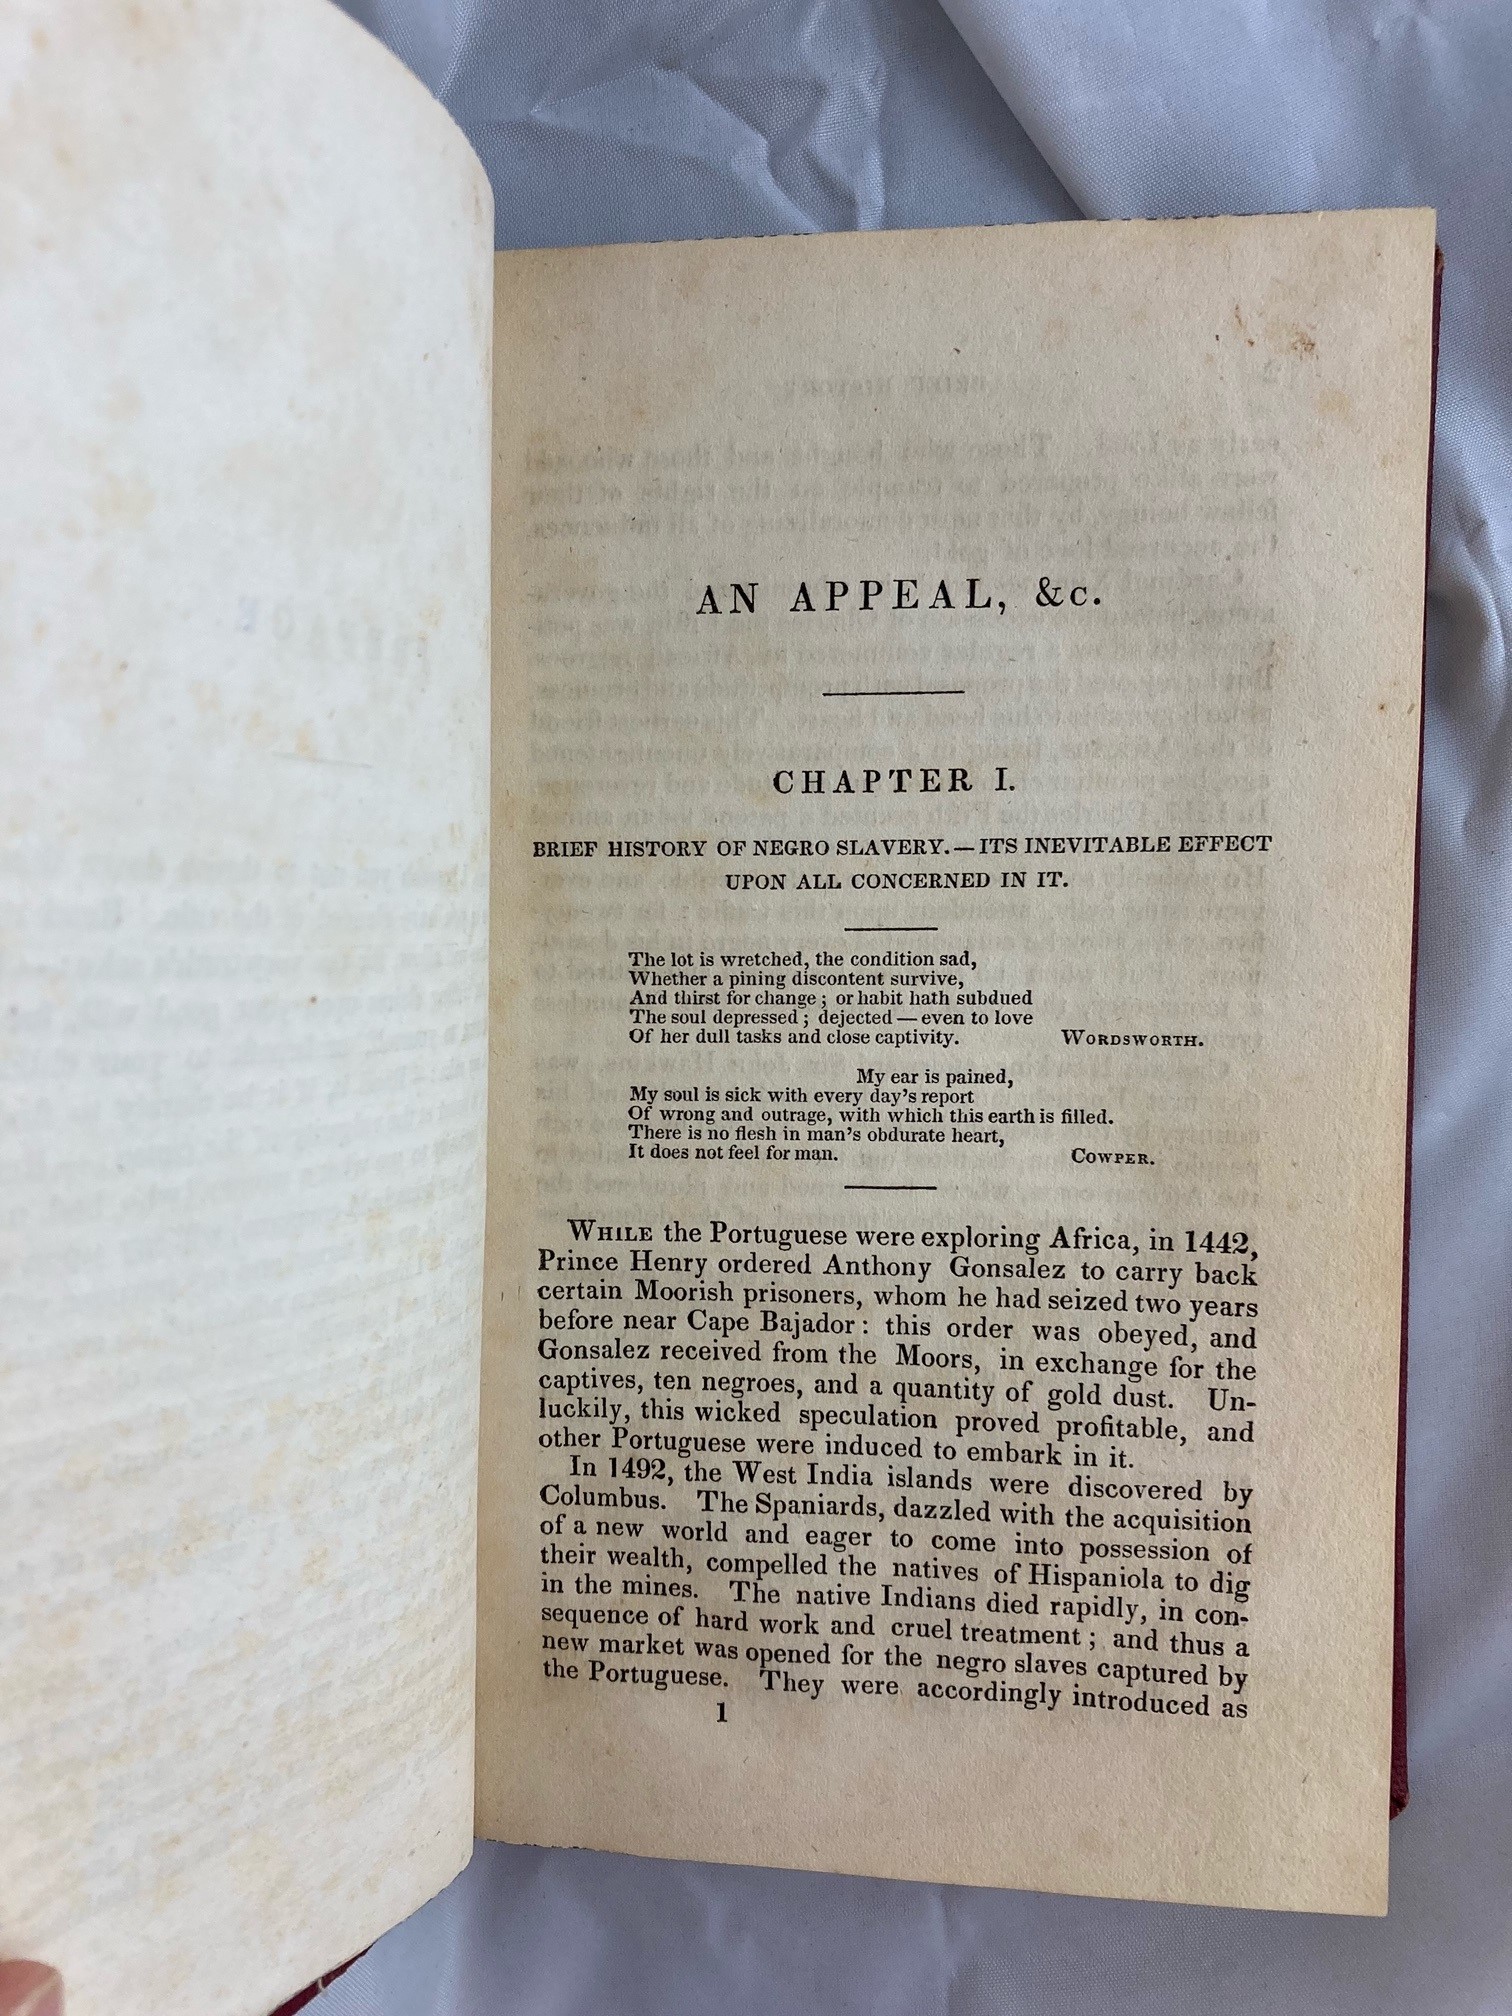 AN APPEAL, &c.
CHAPTER I.
BRIEF HISTORY OF NEGRO SLAVERY.—ITS INEVITABLE EFFECT
UPON ALL CONCERNED IN IT.
The lot is wretched, the condition sad,
Whether a pining discontent survive,
And thirst for change; or habit hath subdued
The soul depressed; dejected—even to love
Of her dull tasks and close captivity. WORDSWORTH.
My ear is pained,
My soul is sick with every day's report
Of wrong and outrage, with which this earth is filled.
There is no flesh in man's obdurate heart,
It does not feel for man. COWPER.
WHILE the Portuguese were exploring Africa, in 1442,
Prince Henry ordered Anthony Gonsalez to carry back
certain Moorish prisoners, whom he had seized two years
before near Cape Bajador: this order was obeyed, and
Gonsalez received from the Moors, in exchange for the
captives, ten negroes, and a quantity of gold dust. Un-
luckily, this wicked speculation proved profitable, and
other Portuguese were induced to embark in it.
In 1492, the West India islands were discovered by
Columbus. The Spaniards, dazzled with the acquisition
of a new world and eager to come into possession of
their wealth, compelled the natives of Hispaniola to dig
in the mines. The native Indians died rapidly, in con-
sequence of hard work and cruel treatment; and thus a
new market was opened for the negro slaves captured by
the Portuguese. They were accordingly introduced as
1